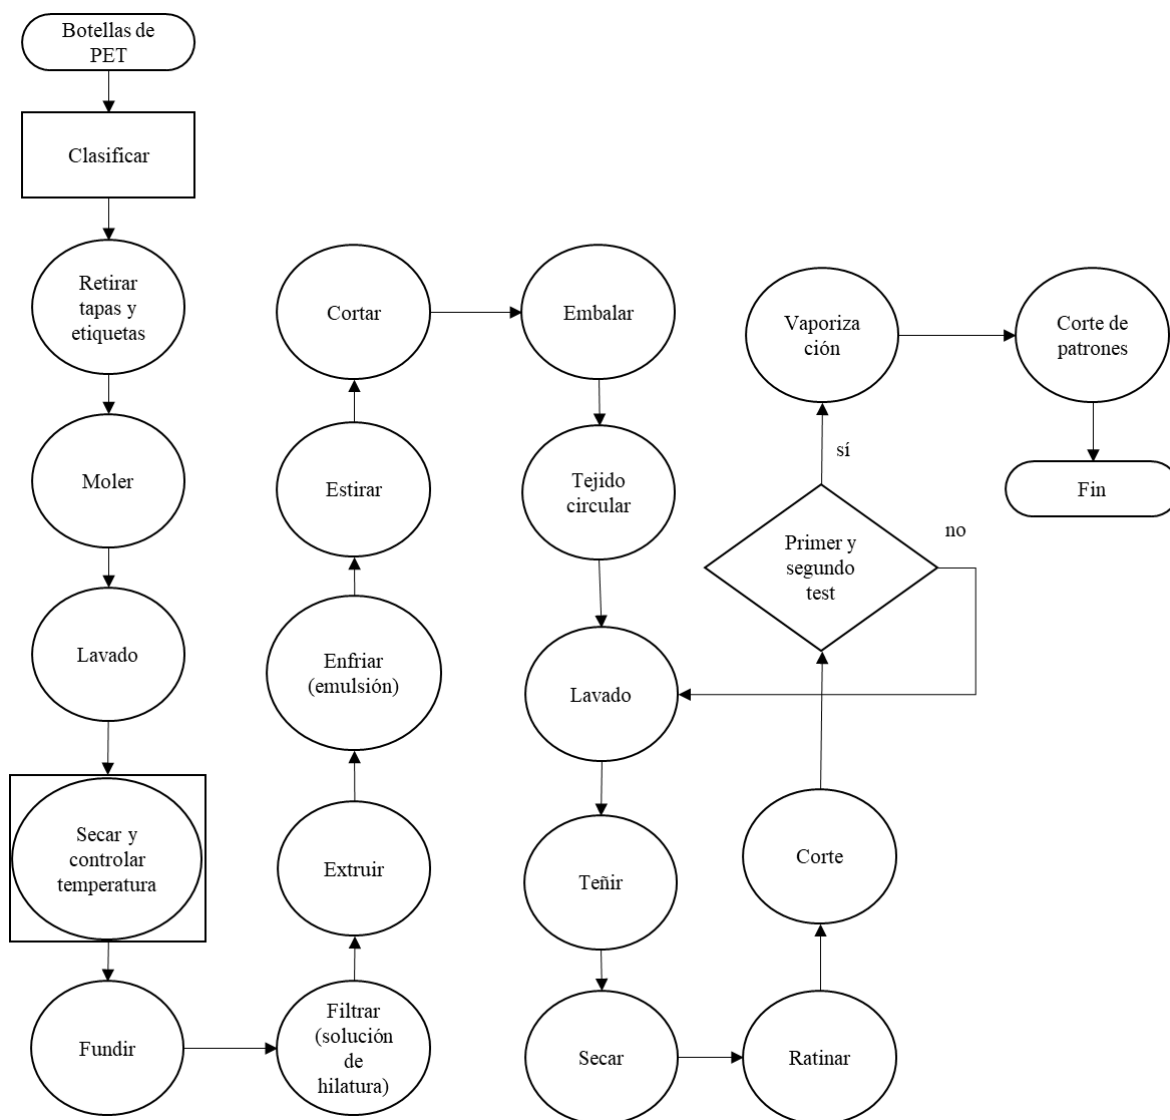 Botellas de
PET
Clasificar
Retirar
tapas y
etiquetas
Moler
Lavado
Secar y
controlar
temperatura
Fundir
Filtrar
(solución
de
hilatura)
Extruir
Enfriar
(emulsión)
Estirar
Cortar
Embalar
Tejido
circular
Lavado
Teñir
Secar
Ratinar
Corte
Primer y
segundo
test
no
sí
Vaporiza
ción
Corte de
patrones
Fin